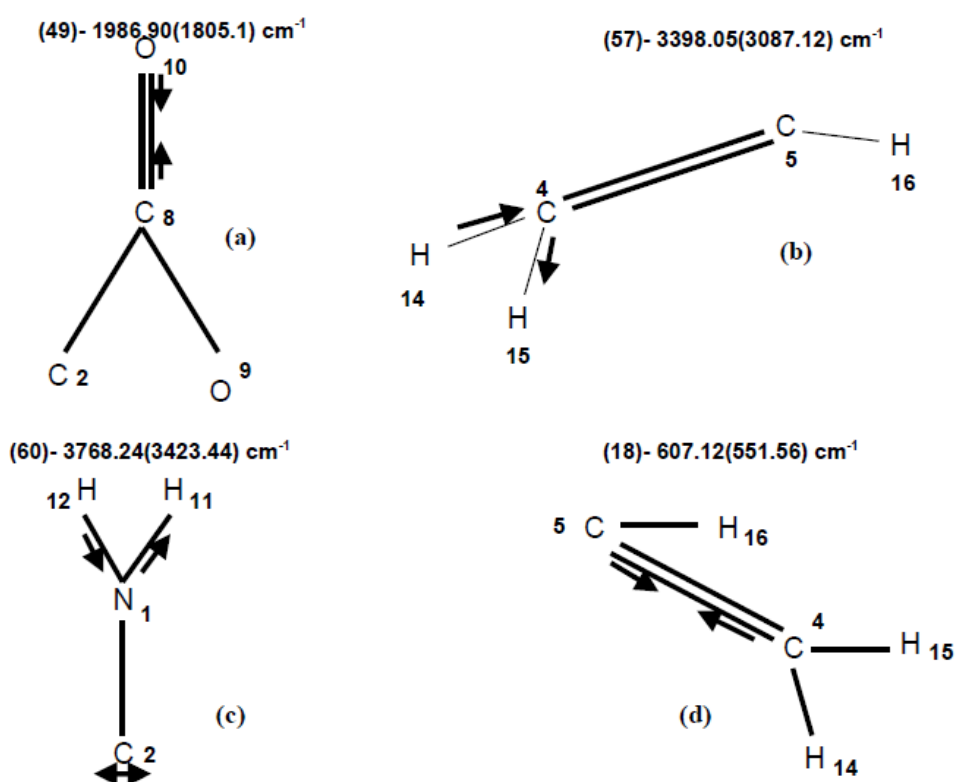 (49)- 1986.90(1805.1) cm-1
O 10
C 8
(a)
C 2
O 9
(57)- 3398.05(3087.12) cm-1
C 5
H 16
4 C
H 14
H 15
(b)
(60)- 3768.24(3423.44) cm-1
12 H
H 11
N 1
(c)
C 2
(18)- 607.12(551.56) cm-1
5 C
H 16
4 C
H 15
(d)
H 14